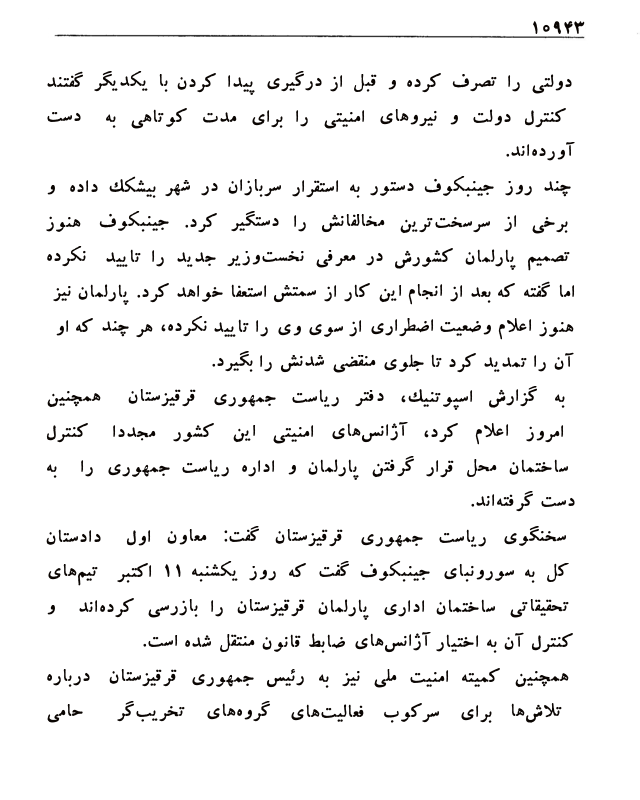 ۱۰۹۴۳
دولتی را تصرف کرده و قبل از درگیری پیدا کردن با یکدیگر گفتند
کنترل دولت و نیروهای امنیتی را برای مدت کوتاهی به دست
آورده‌اند.
چند روز جینبکوف دستور به استقرار سربازان در شهر بیشکك داده و
برخی از سرسخت‌ترین مخالفانش را دستگیر کرد. جینبکوف هنوز
تصمیم پارلمان کشورش در معرفی نخست‌وزیر جدید را تایید نکرده
اما گفته که بعد از انجام این کار از سمتش استعفا خواهد کرد. پارلمان نیز
هنوز اعلام وضعیت اضطراری از سوی وی را تایید نکرده، هر چند که او
آن را تمدید کرد تا جلوی منقضی شدنش را بگیرد.
به گزارش اسپوتنیك، دفتر ریاست جمهوری قرقیزستان همچنین
امروز اعلام کرد، آژانس‌های امنیتی این کشور مجددا کنترل
ساختمان محل قرار گرفتن پارلمان و اداره ریاست جمهوری را به
دست گرفته‌اند.
سخنگوی ریاست جمهوری قرقیزستان گفت: معاون اول دادستان
کل به سورونبای جینبکوف گفت که روز یکشنبه ۱۱ اکتبر تیم‌های
تحقیقاتی ساختمان اداری پارلمان قرقیزستان را بازرسی کرده‌اند و
کنترل آن به اختیار آژانس‌های ضابط قانون منتقل شده است.
همچنین کمیته امنیت ملی نیز به رئیس جمهوری قرقیزستان درباره
تلاش‌ها برای سرکوب فعالیت‌های گروه‌های تخریب‌گر حامی